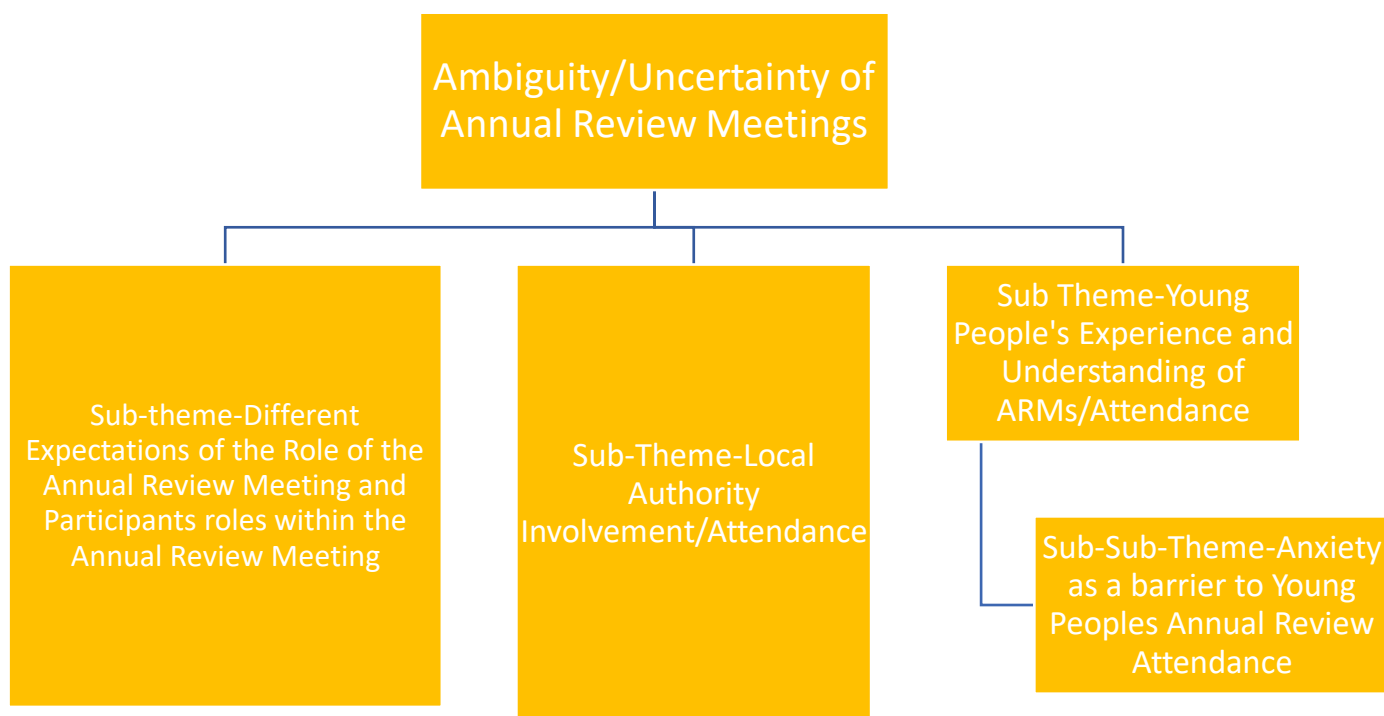 Ambiguity/Uncertainty of
Annual Review Meetings
Sub-theme-Different
Expectations of the Role of the
Annual Review Meeting and
Participants roles within the
Annual Review Meeting
Sub-Theme-Local
Authority
Involvement/Attendance
Sub Theme-Young
People's Experience and
Understanding of
ARMs/Attendance
Sub-Sub-Theme-Anxiety
as a barrier to Young
Peoples Annual Review
Attendance